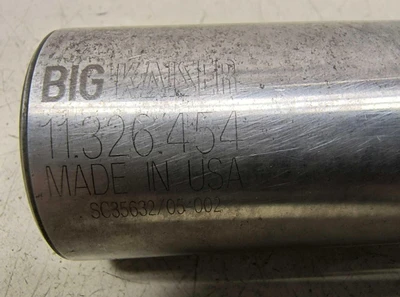 BIG KAISER
11.326.454
MADE IN USA
SC35632/05-002